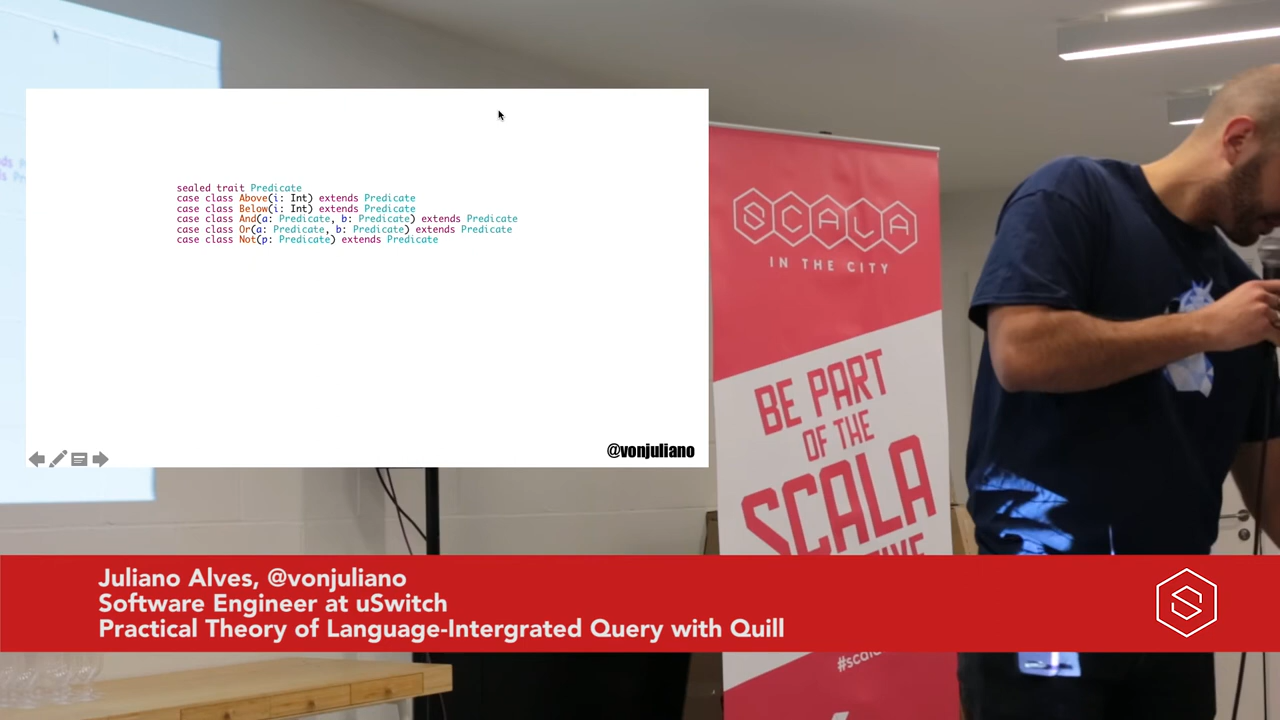 sealed trait Predicate
case class Above(i: Int) extends Predicate
case class Below(i: Int) extends Predicate
case class And(a: Predicate, b: Predicate) extends Predicate
case class Or(a: Predicate, b: Predicate) extends Predicate
case class Not(p: Predicate) extends Predicate
@vonjuliano
SCALA
IN THE CITY
BE PART
OF THE
SCALA
Juliano Alves, @vonjuliano
Software Engineer at uSwitch
Practical Theory of Language-Intergrated Query with Quill